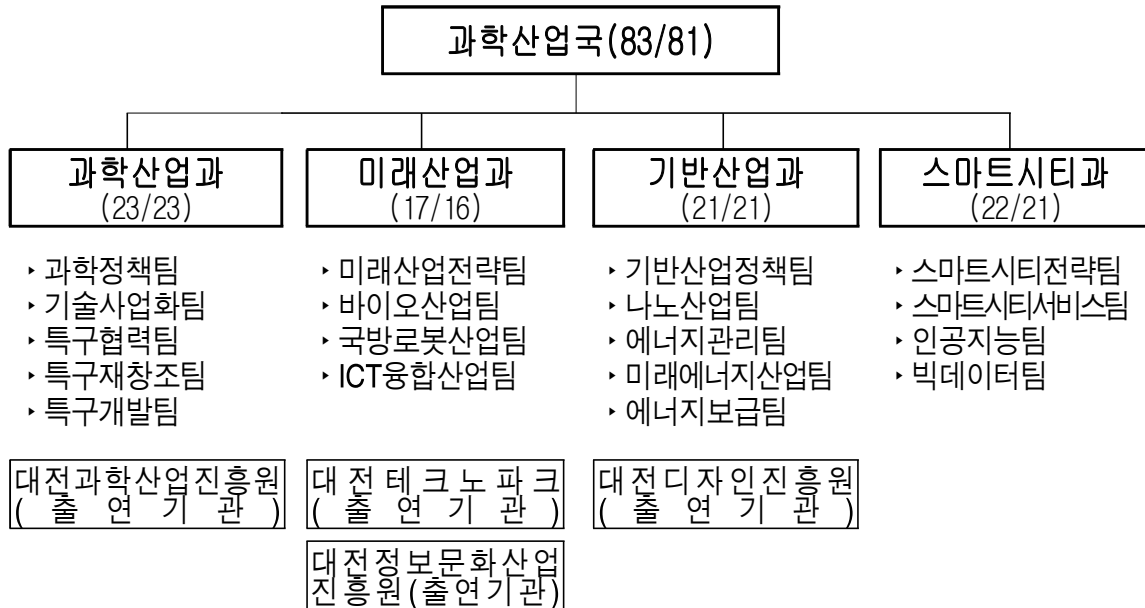 과학산업국(83/81)
과학산업과
(23/23)
‣ 과학정책팀
‣ 기술사업화팀
‣ 특구협력팀
‣ 특구재창조팀
‣ 특구개발팀
대전과학산업진흥원
( 출 연 기 관 )
미래산업과
(17/16)
‣ 미래산업전략팀
‣ 바이오산업팀
‣ 국방로봇산업팀
‣ ICT융합산업팀
대전테크노파크
( 출 연 기 관 )
대전정보문화산업
진흥원(출연기관)
기반산업과
(21/21)
‣ 기반산업정책팀
‣ 나노산업팀
‣ 에너지관리팀
‣ 미래에너지산업팀
‣ 에너지보급팀
대전디자인진흥원
( 출 연 기 관 )
스마트시티과
(22/21)
‣ 스마트시티전략팀
‣ 스마트시티서비스팀
‣ 인공지능팀
‣ 빅데이터팀